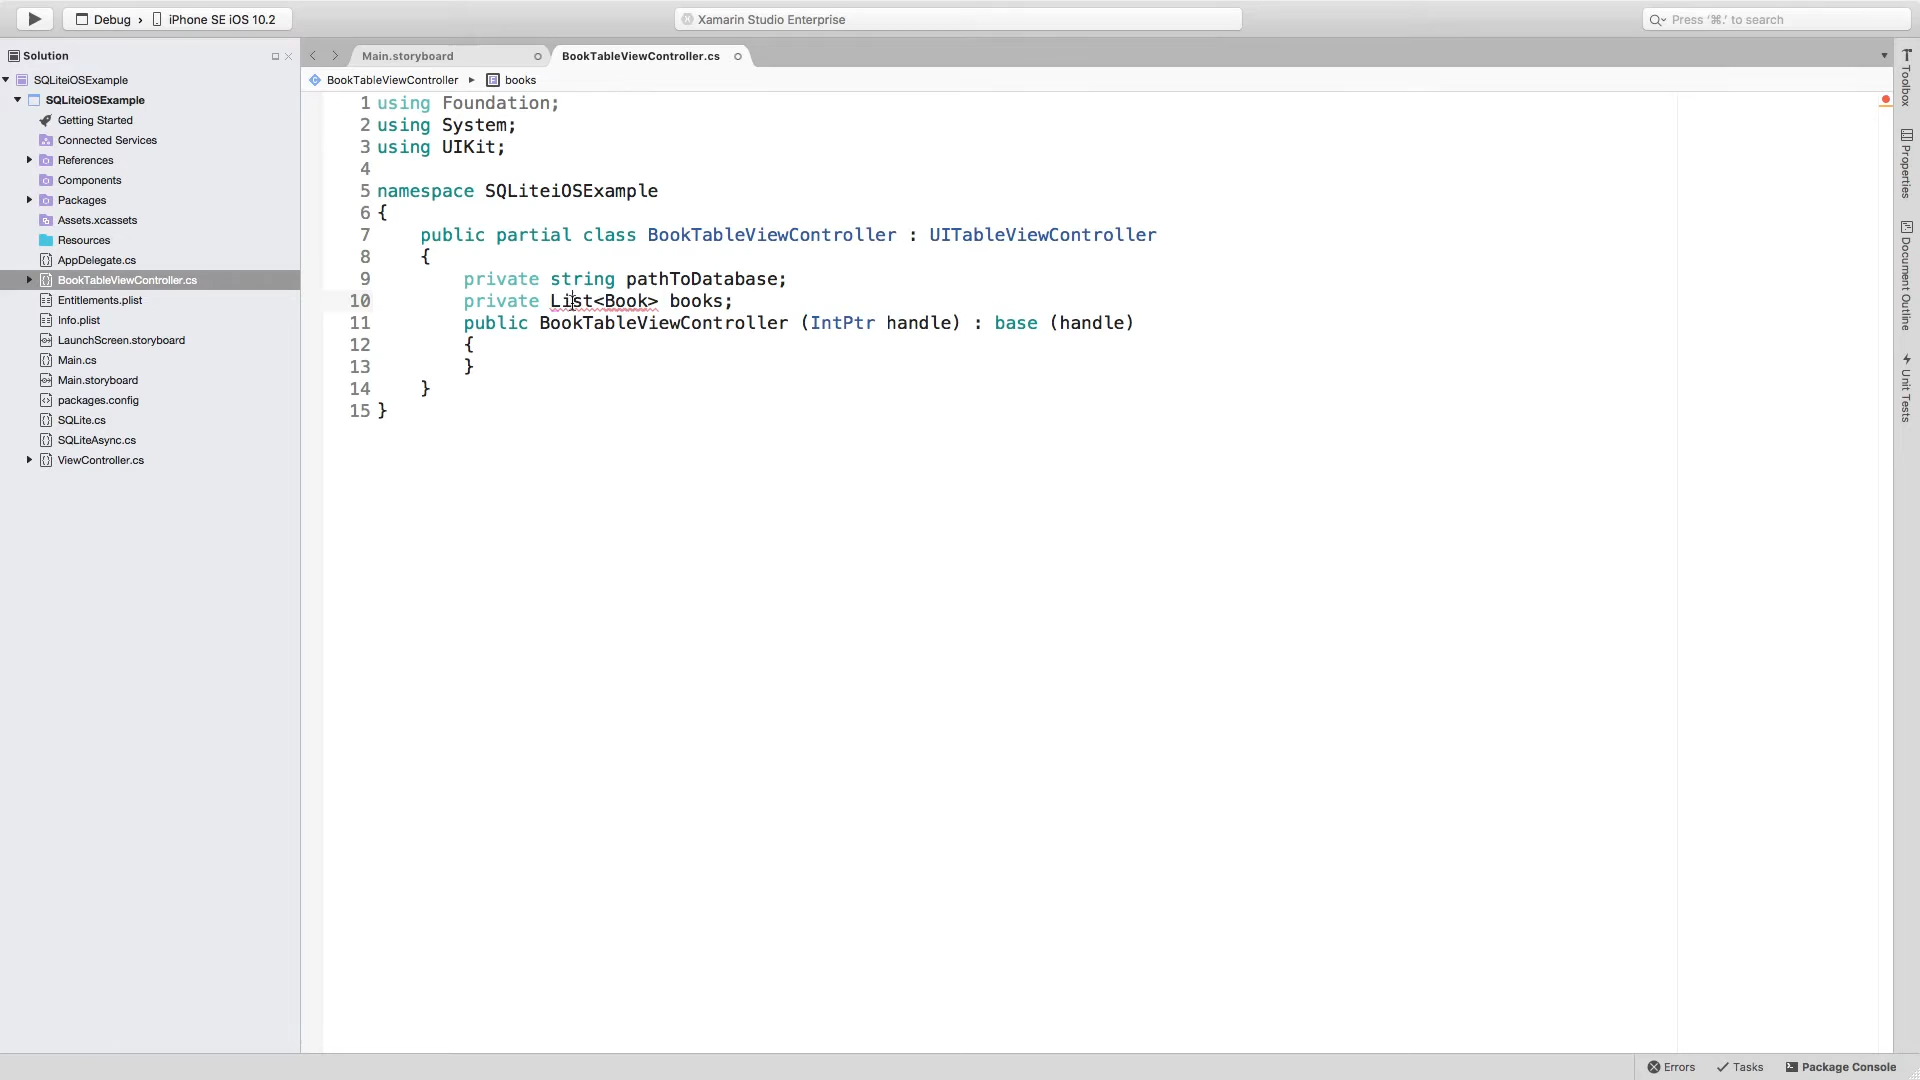 Debug › iPhone SE iOS 10.2
Xamarin Studio Enterprise
Press '⌘.' to search
Solution
SQLiteiOSExample
SQLiteiOSExample
Getting Started
Connected Services
References
Components
Packages
Assets.xcassets
Resources
AppDelegate.cs
BookTableViewController.cs
Entitlements.plist
Info.plist
LaunchScreen.storyboard
Main.cs
Main.storyboard
packages.config
SQLite.cs
SQLiteAsync.cs
ViewController.cs
Main.storyboard
BookTableViewController.cs
BookTableViewController ▸ books
1 using Foundation;
2 using System;
3 using UIKit;
4
5 namespace SQLiteiOSExample
6 {
7 public partial class BookTableViewController : UITableViewController
8 {
9 private string pathToDatabase;
10 private List<Book> books;
11 public BookTableViewController (IntPtr handle) : base (handle)
12 {
13 }
14 }
15 }
Toolbox
Properties
Document Outline
Unit Tests
Errors
Tasks
Package Console